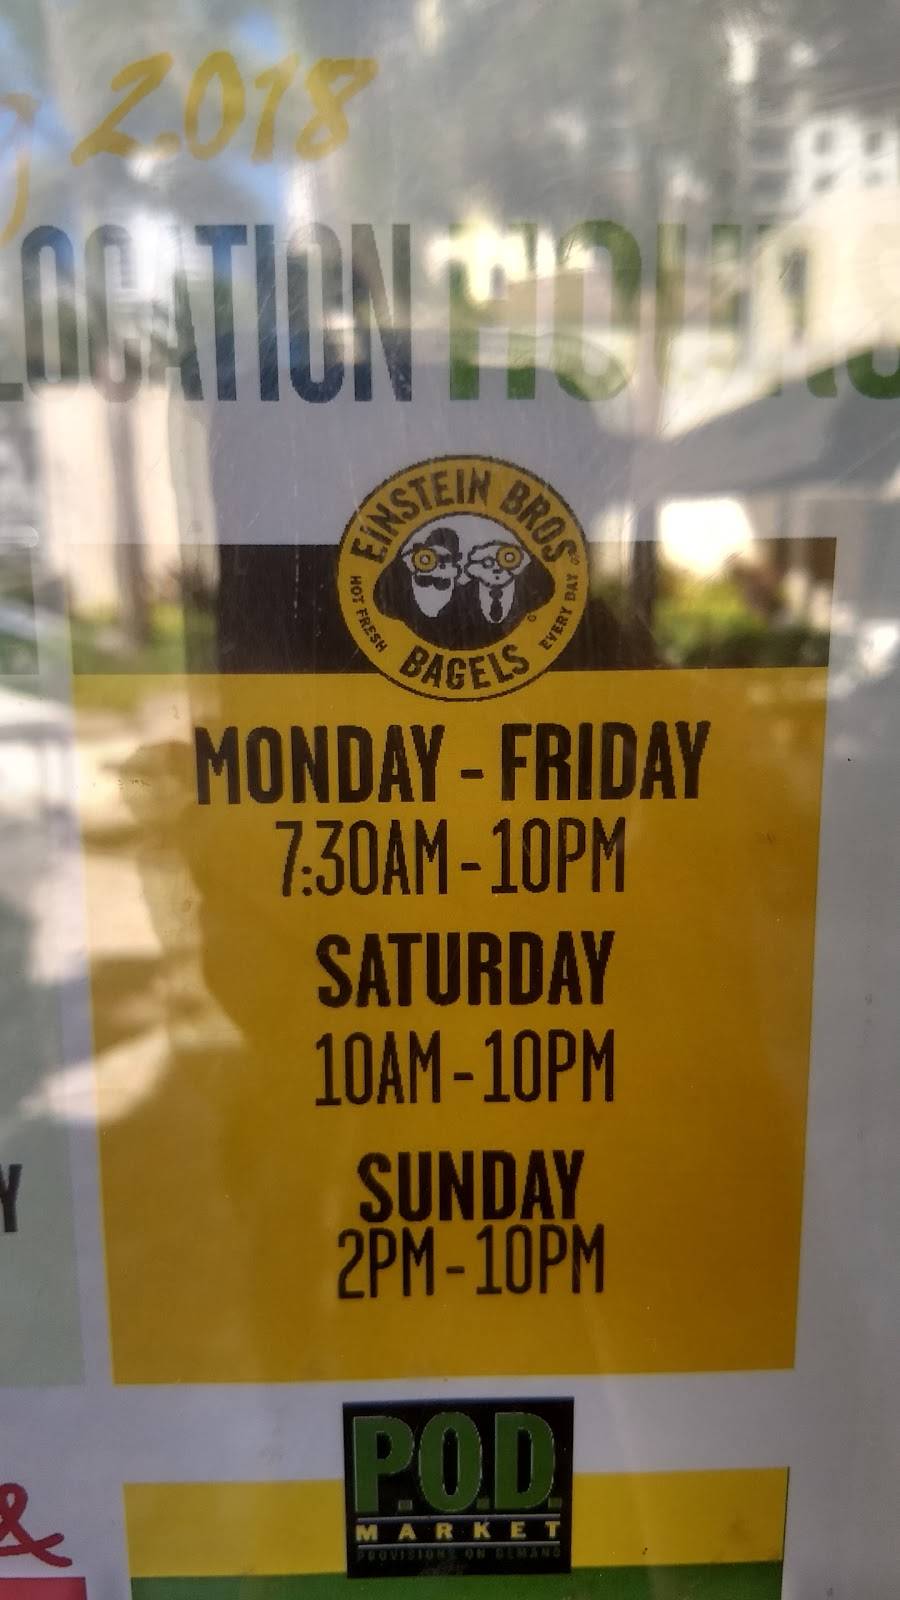 2018
LOCATION HOURS
EINSTEIN BROS
HOT FRESH
EVERY DAY
BAGELS
MONDAY - FRIDAY
7:30AM - 10PM
SATURDAY
10AM - 10PM
SUNDAY
2PM - 10PM
Y
&
P.O.D.
MARKET
PROVISIONS ON DEMAND